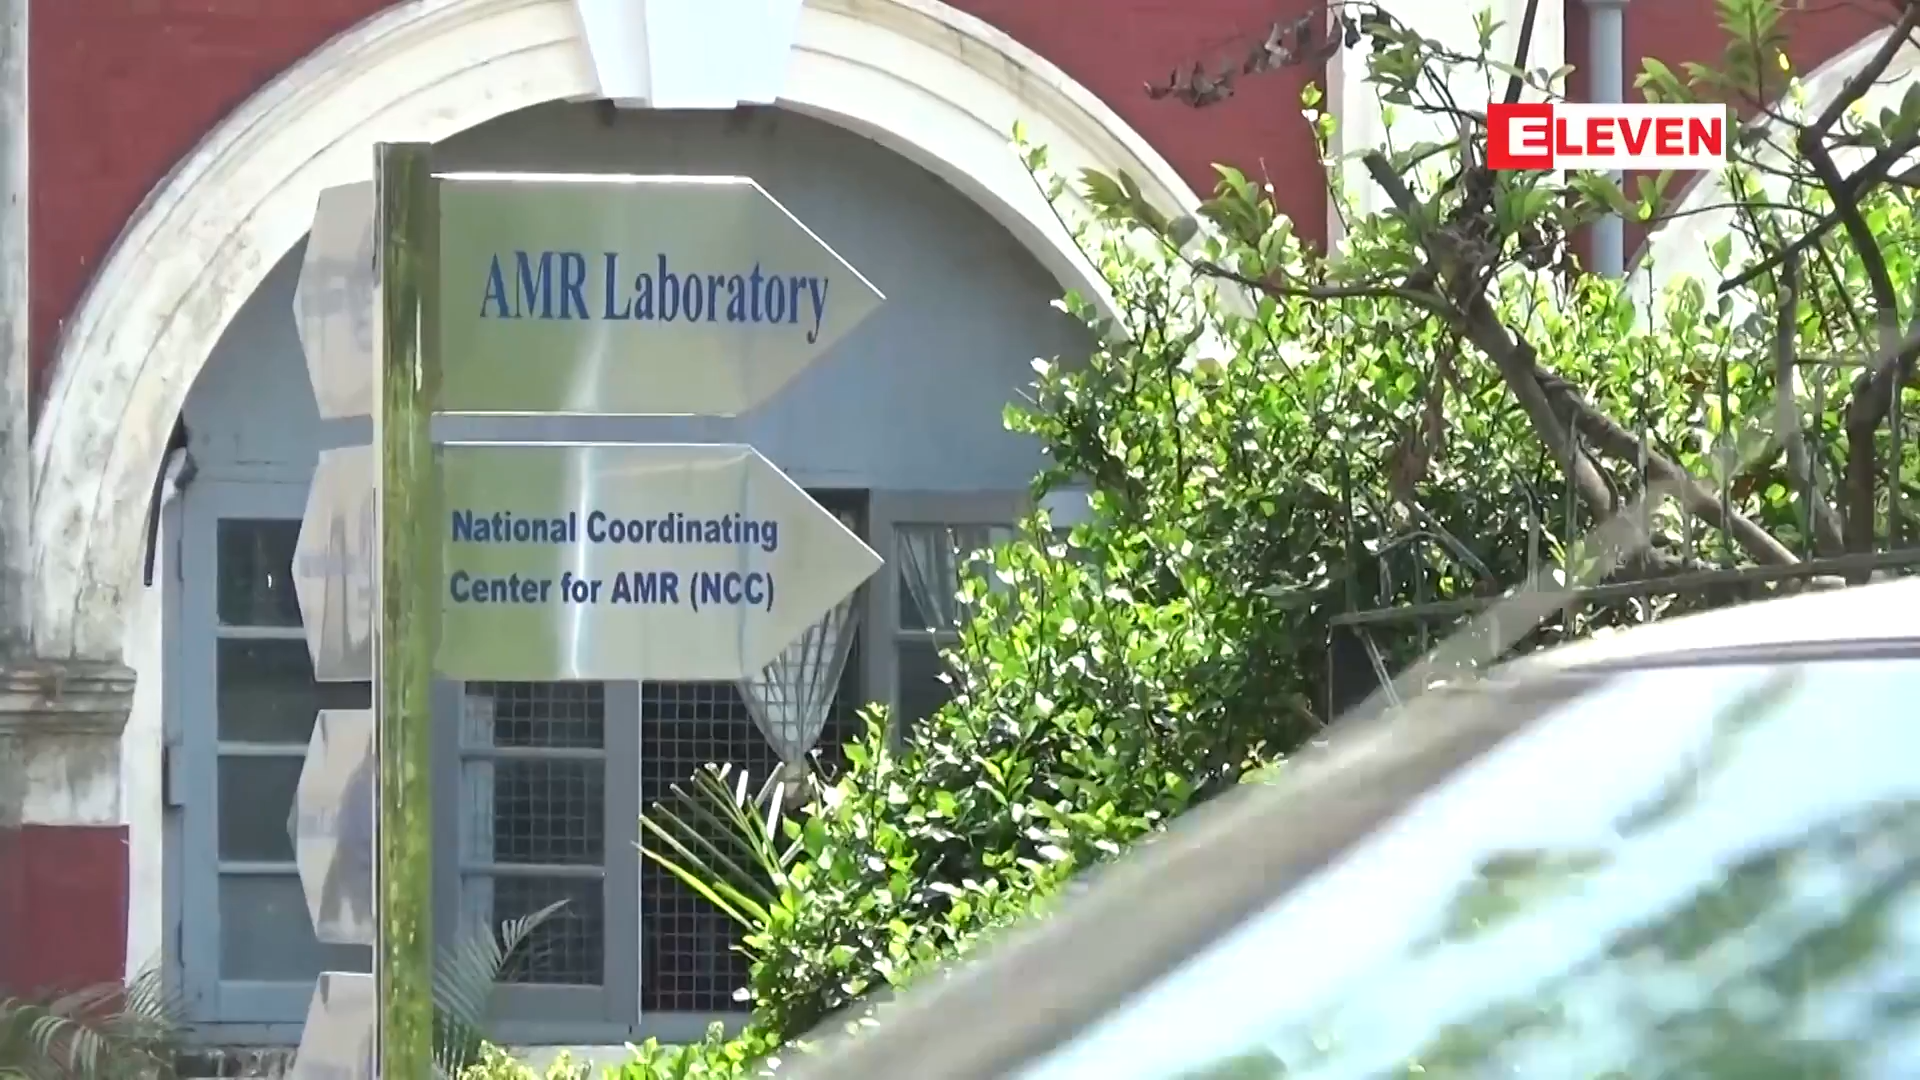 ELEVEN
AMR Laboratory
National Coordinating
Center for AMR (NCC)